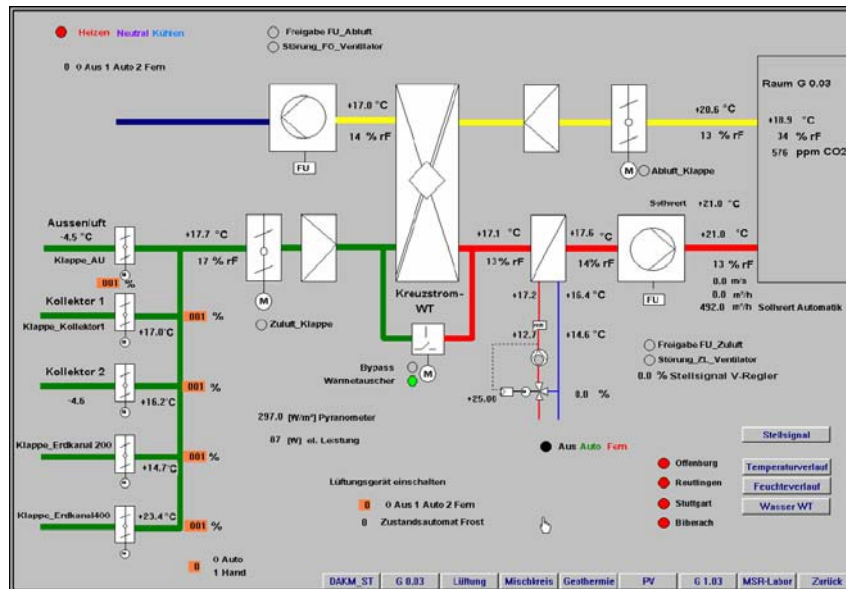 Heizen Neutral Kühlen
0 0 Aus 1 Auto 2 Fern
Freigabe FU_Abluft
Störung_FO_Ventilator
+17.0 °C
14 % rF
FU
+20.6 °C
13 % rF
M Abluft_Klappe
Raum G 0.03
+18.9 °C
34 % rF
576 ppm CO2
Aussenluft
-4.5 °C
Klappe_AU
001 %
+17.7 °C
17 % rF
M
Zuluft_Klappe
Kreuzstrom-
WT
+17.1 °C
13% rF
+17.6 °C
14% rF
Sollwert +21.0 °C
+21.0 °C
13 % rF
0.0 m/s
0.0 m³/h
492.0 m³/h Sollwert Automatik
FU
Kollektor 1
Klappe_Kollektor1
+17.0°C
001 %
Kollektor 2
-4.6
+16.2°C
001 %
Klappe_Erdkanal 200
+14.7°C
001 %
Klappe_Erdkanal400
+23.4°C
001 %
0 0 Auto
1 Hand
Bypass
Wärmetauscher
M
+17.2
+16.4 °C
+12.7
+14.6 °C
+25.00
0.0 %
Freigabe FU_Zuluft
Störung_ZL_Ventilator
0.0 % Stellsignal V-Regler
297.0 [W/m²] Pyranometer
87 [W] el. Leistung
Aus Auto Fern
Lüftungsgerät einschalten
0 0 Aus 1 Auto 2 Fern
0 Zustandsautomat Frost
Offenburg
Reutlingen
Stuttgart
Biberach
Stellsignal
Temperaturverlauf
Feuchteverlauf
Wasser WT
DAKM_ST G 0.03 Lüftung Mischkreis Geothermie PV G 1.03 MSR-Labor Zurück